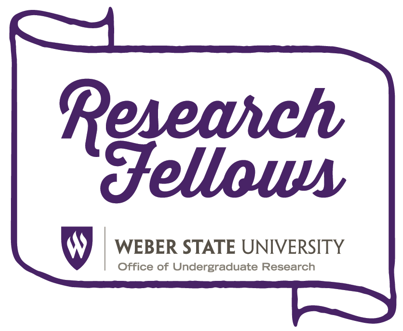 Research
Fellows
WEBER STATE UNIVERSITY
Office of Undergraduate Research